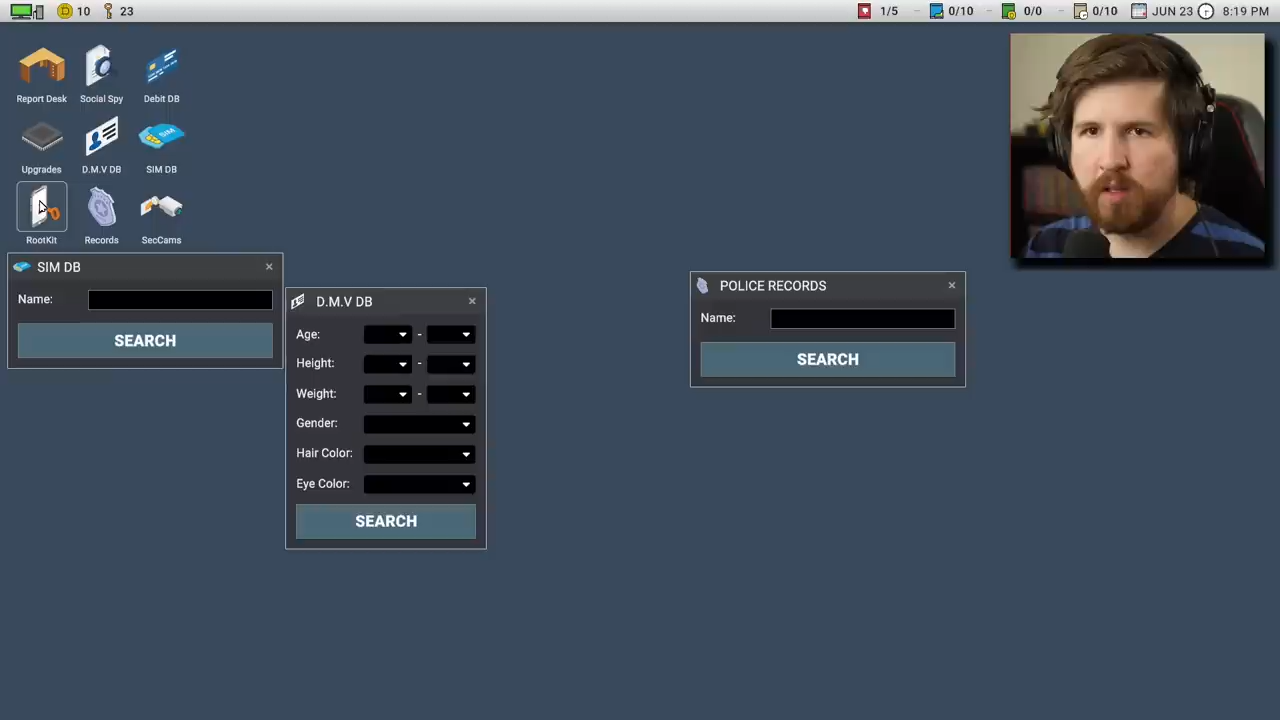 10 23 1/5 - 0/10 - 0/0 - 0/10 JUN 23 8:19 PM
Report Desk Social Spy Debit DB
SIM
Upgrades D.M.V DB SIM DB
RootKit Records SecCams
SIM DB ×
Name:
SEARCH
D.M.V DB ×
Age: -
Height: -
Weight: -
Gender:
Hair Color:
Eye Color:
SEARCH
POLICE RECORDS ×
Name:
SEARCH